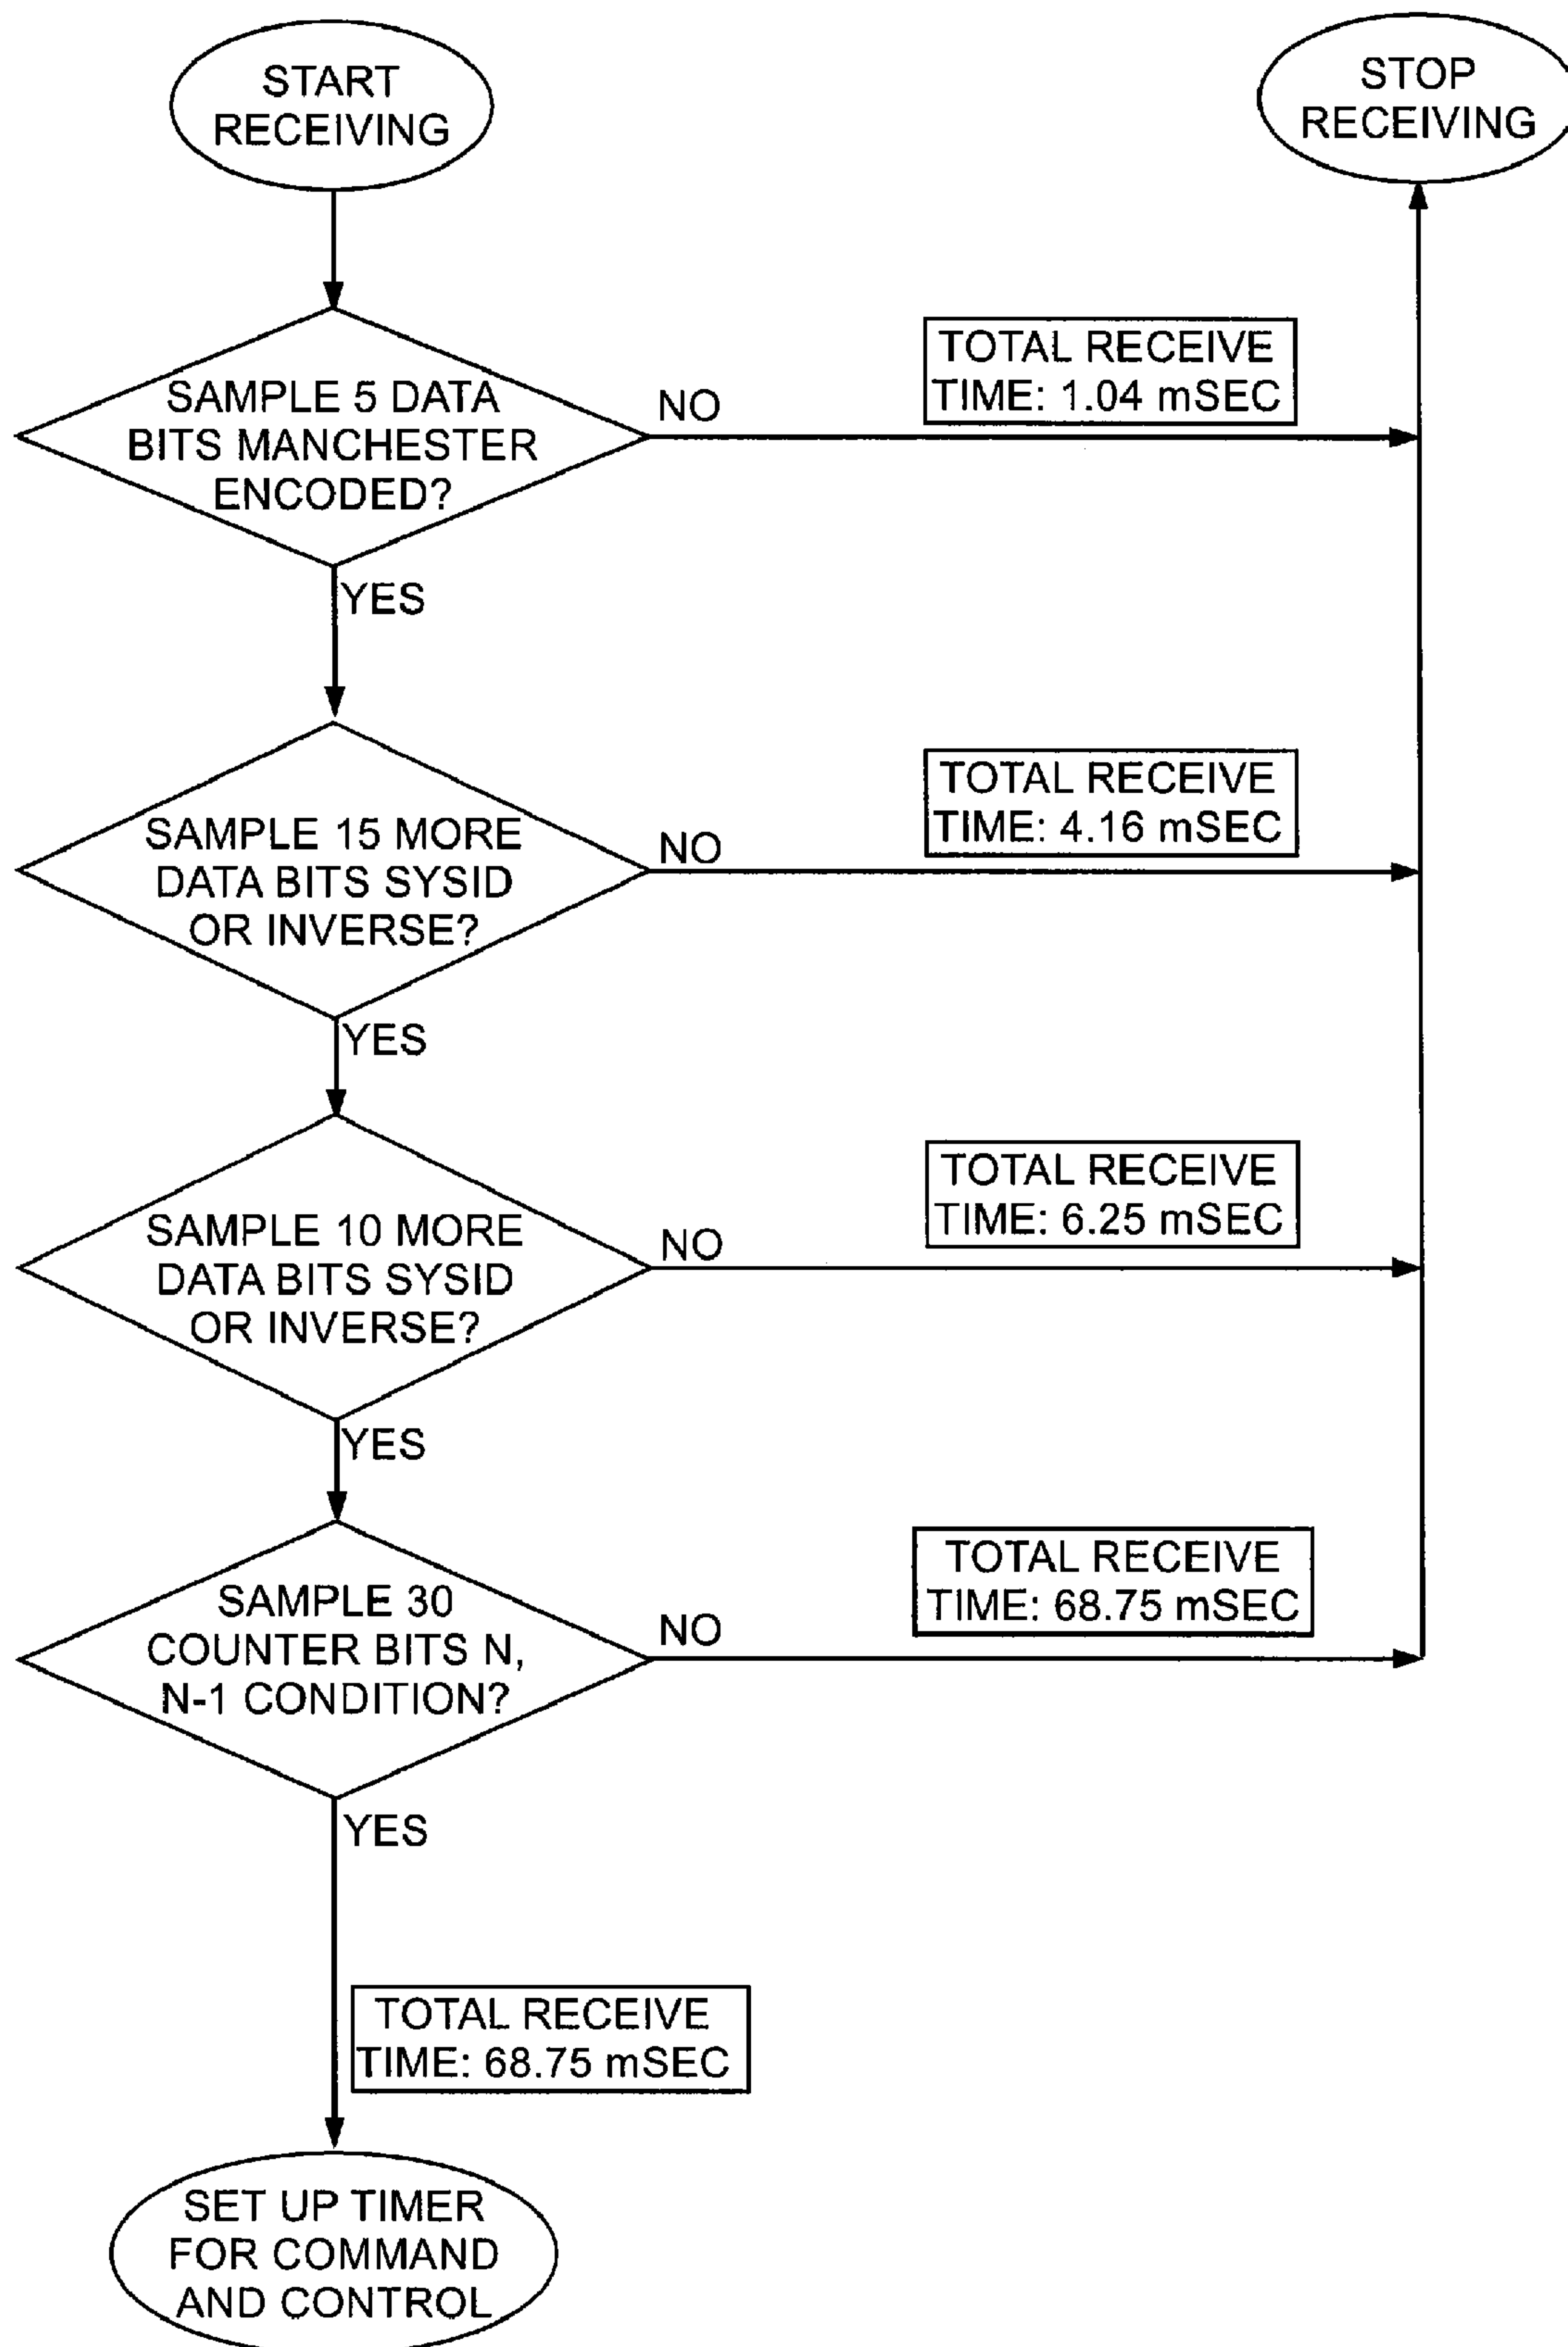 START
RECEIVING
STOP
RECEIVING
SAMPLE 5 DATA
BITS MANCHESTER
ENCODED?
NO
TOTAL RECEIVE
TIME: 1.04 mSEC
YES
SAMPLE 15 MORE
DATA BITS SYSID
OR INVERSE?
NO
TOTAL RECEIVE
TIME: 4.16 mSEC
YES
SAMPLE 10 MORE
DATA BITS SYSID
OR INVERSE?
NO
TOTAL RECEIVE
TIME: 6.25 mSEC
YES
SAMPLE 30
COUNTER BITS N,
N-1 CONDITION?
NO
TOTAL RECEIVE
TIME: 68.75 mSEC
YES
TOTAL RECEIVE
TIME: 68.75 mSEC
SET UP TIMER
FOR COMMAND
AND CONTROL